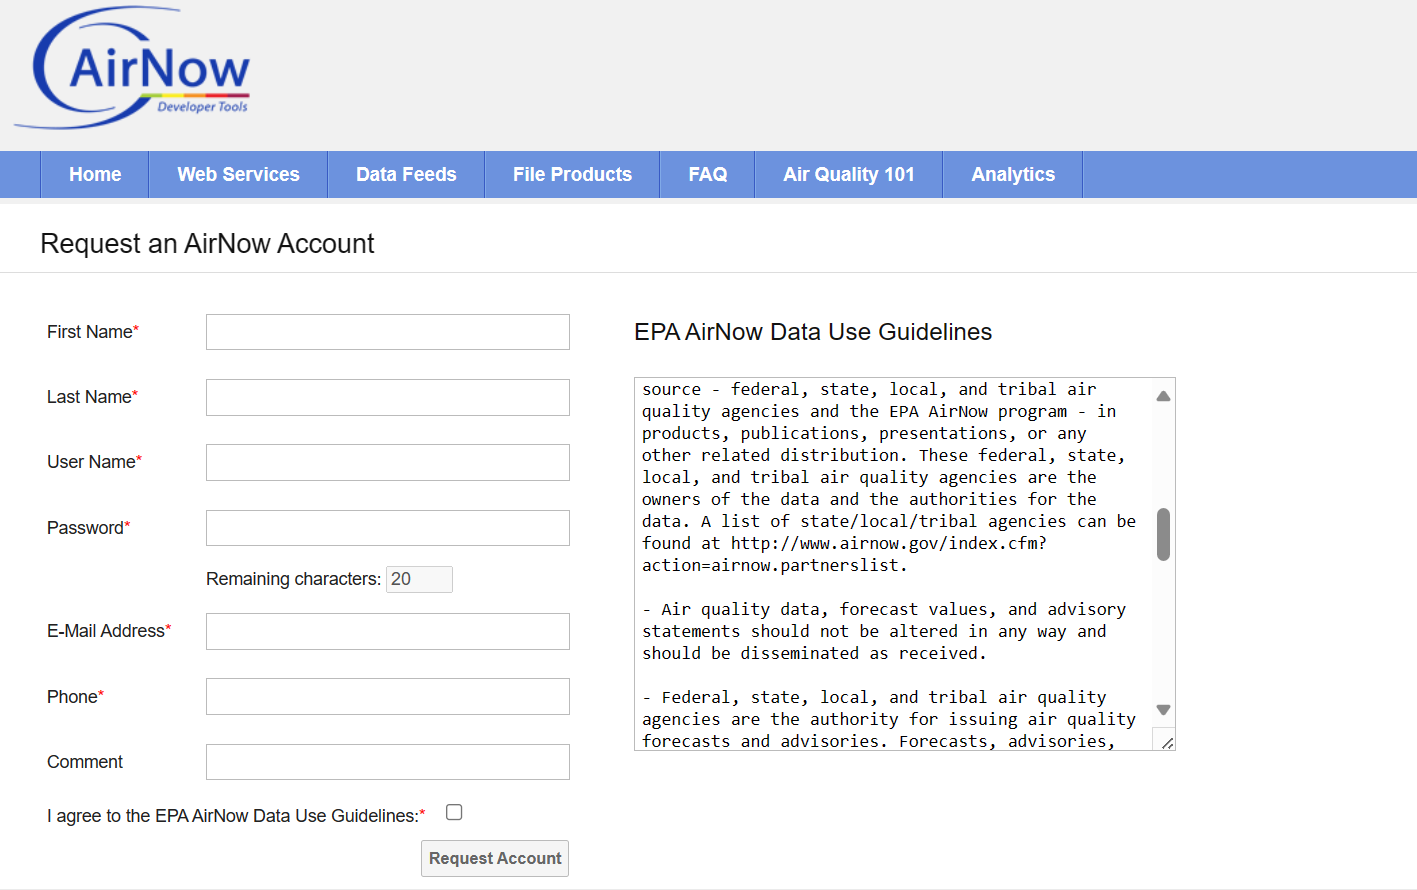 AirNow
Developer Tools
Home
Web Services
Data Feeds
File Products
FAQ
Air Quality 101
Analytics
Request an AirNow Account
First Name*
Last Name*
User Name*
Password*
Remaining characters: 20
E-Mail Address*
Phone*
Comment
I agree to the EPA AirNow Data Use Guidelines:*
Request Account
EPA AirNow Data Use Guidelines
source - federal, state, local, and tribal air
quality agencies and the EPA AirNow program - in
products, publications, presentations, or any
other related distribution. These federal, state,
local, and tribal air quality agencies are the
owners of the data and the authorities for the
data. A list of state/local/tribal agencies can be
found at http://www.airnow.gov/index.cfm?
action=airnow.partnerslist.
- Air quality data, forecast values, and advisory
statements should not be altered in any way and
should be disseminated as received.
- Federal, state, local, and tribal air quality
agencies are the authority for issuing air quality
forecasts and advisories. Forecasts, advisories,